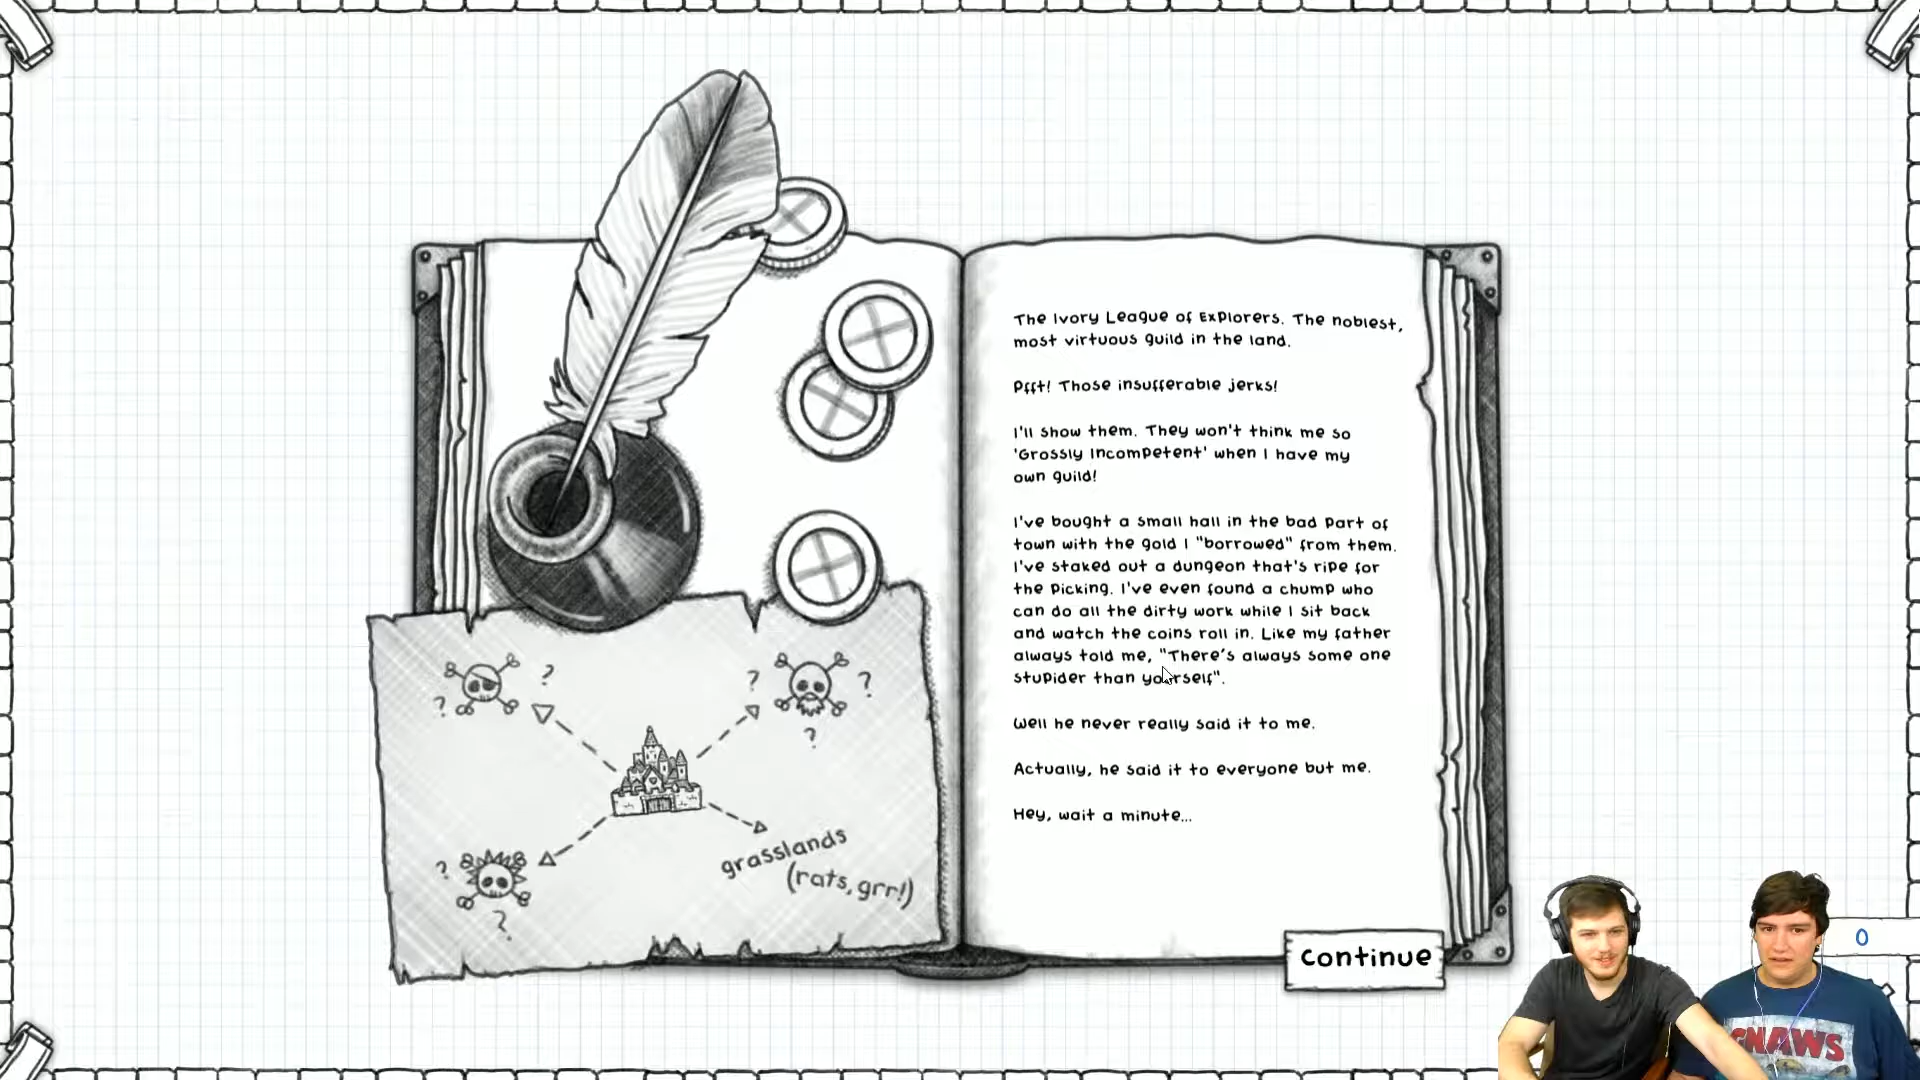 The Ivory League of Explorers. The noblest,
most virtuous guild in the land.
Pfft! Those insufferable jerks!
I'll show them. They won't think me so
'Grossly Incompetent' when I have my
own guild!
I've bought a small hall in the bad part of
town with the gold I "borrowed" from them.
I've staked out a dungeon that's ripe for
the picking. I've even found a chump who
can do all the dirty work while I sit back
and watch the coins roll in. Like my father
always told me, "There's always some one
stupider than yourself".
Well he never really said it to me.
Actually, he said it to everyone but me.
Hey, wait a minute...
? ? ? ?
?
grasslands
(rats, grr!)
?
?
continue
0
GNAWS